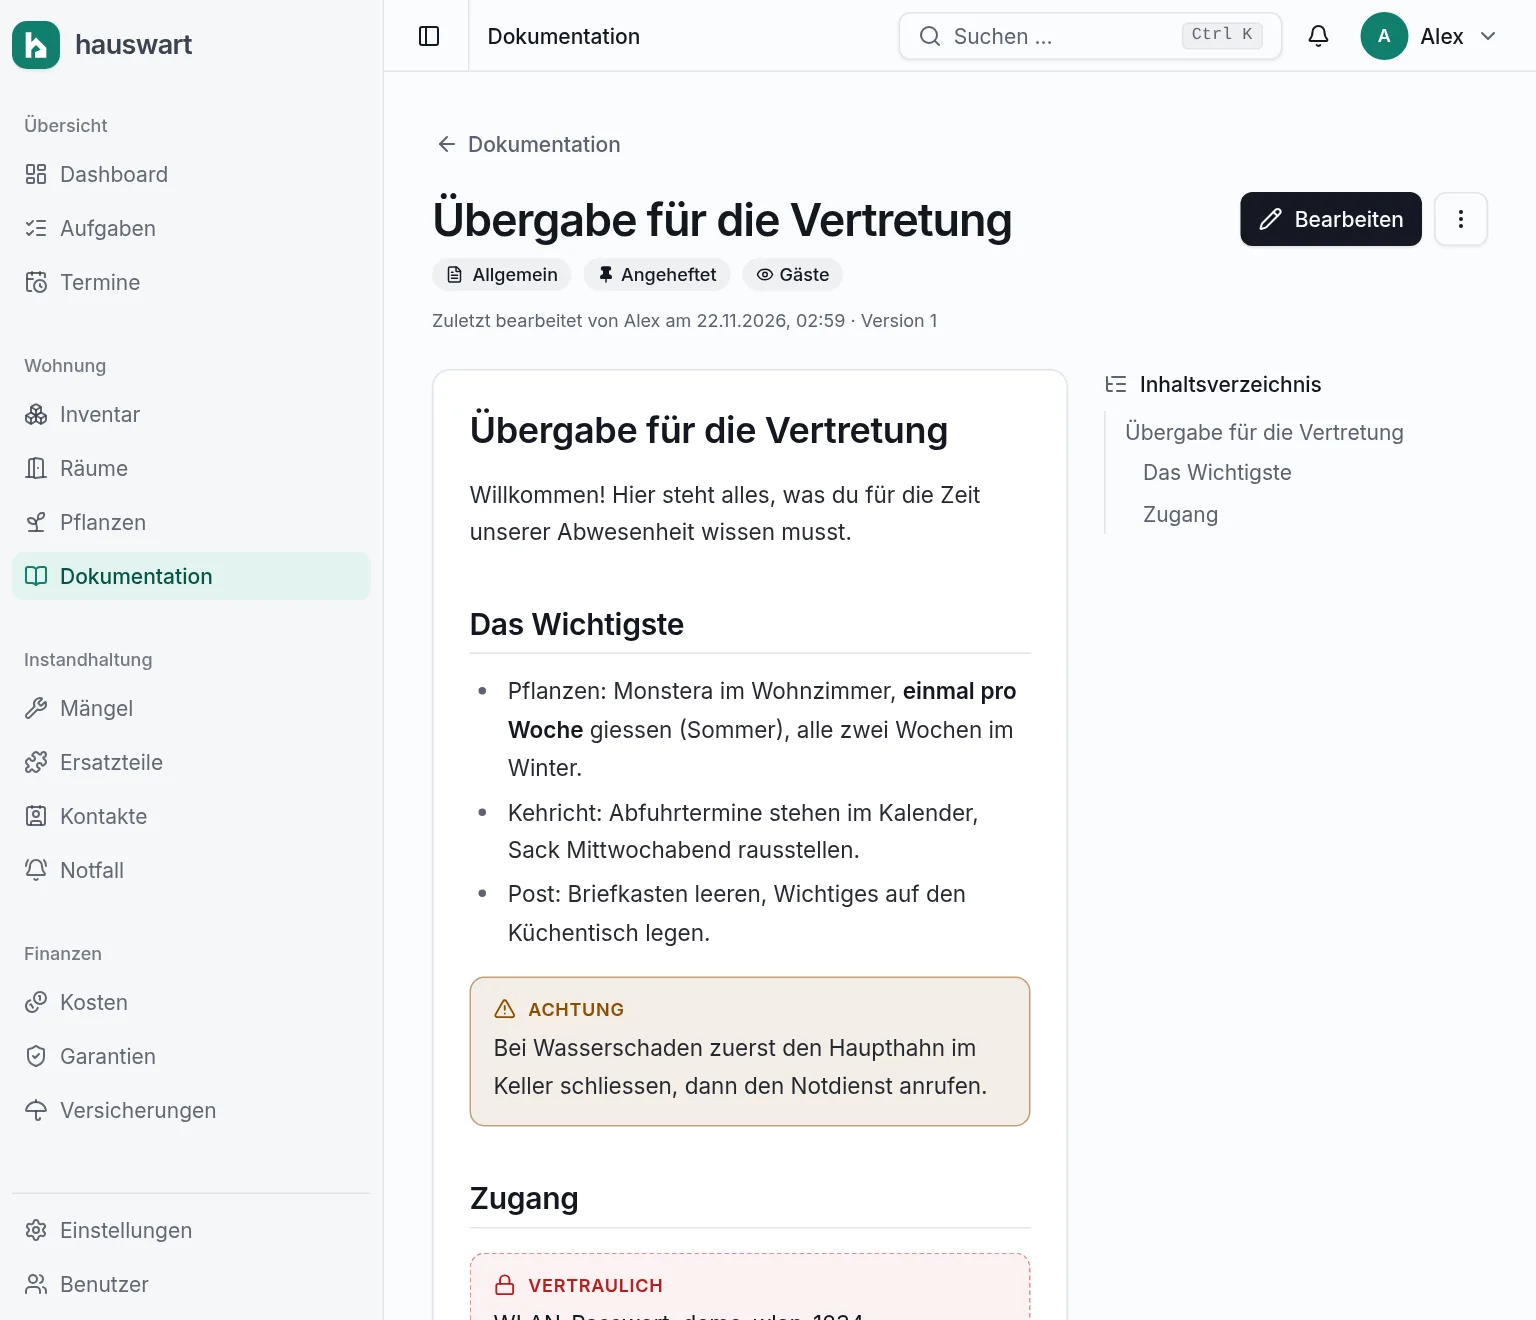 hauswart
Übersicht
Dashboard
Aufgaben
Termine
Wohnung
Inventar
Räume
Pflanzen
Dokumentation
Instandhaltung
Mängel
Ersatzteile
Kontakte
Notfall
Finanzen
Kosten
Garantien
Versicherungen
Einstellungen
Benutzer
Dokumentation
Suchen ...
Ctrl K
A
Alex
Dokumentation
Übergabe für die Vertretung
Bearbeiten
Allgemein
Angeheftet
Gäste
Zuletzt bearbeitet von Alex am 22.11.2026, 02:59 · Version 1
Übergabe für die Vertretung
Willkommen! Hier steht alles, was du für die Zeit
unserer Abwesenheit wissen musst.
Das Wichtigste
Pflanzen: Monstera im Wohnzimmer, einmal pro
Woche giessen (Sommer), alle zwei Wochen im
Winter.
Kehricht: Abfuhrtermine stehen im Kalender,
Sack Mittwochabend rausstellen.
Post: Briefkasten leeren, Wichtiges auf den
Küchentisch legen.
ACHTUNG
Bei Wasserschaden zuerst den Haupthahn im
Keller schliessen, dann den Notdienst anrufen.
Zugang
VERTRAULICH
WLAN-Passwort: demo-wlan-1234
Inhaltsverzeichnis
Übergabe für die Vertretung
Das Wichtigste
Zugang